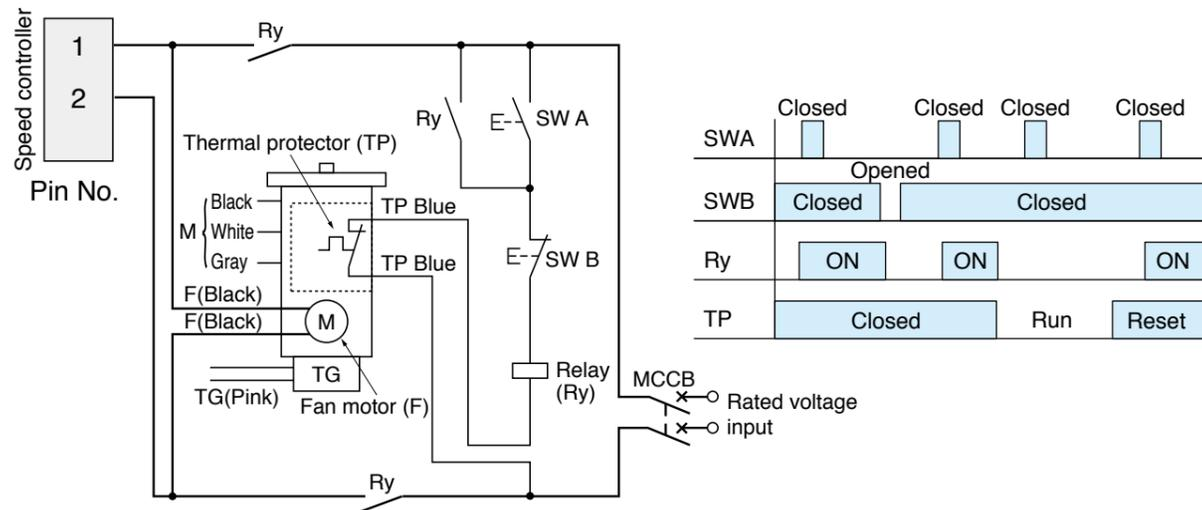 Speed controller
1
2
Pin No.
Ry
Ry
SW A
Thermal protector (TP)
Black
White
Gray
M
TP Blue
TP Blue
SW B
F(Black)
F(Black)
M
TG
TG(Pink)
Fan motor (F)
Relay
(Ry)
MCCB
Rated voltage
input
Ry
Closed Closed Closed Closed
SWA
Opened
SWB Closed Closed
Ry ON ON ON
TP Closed Run Reset